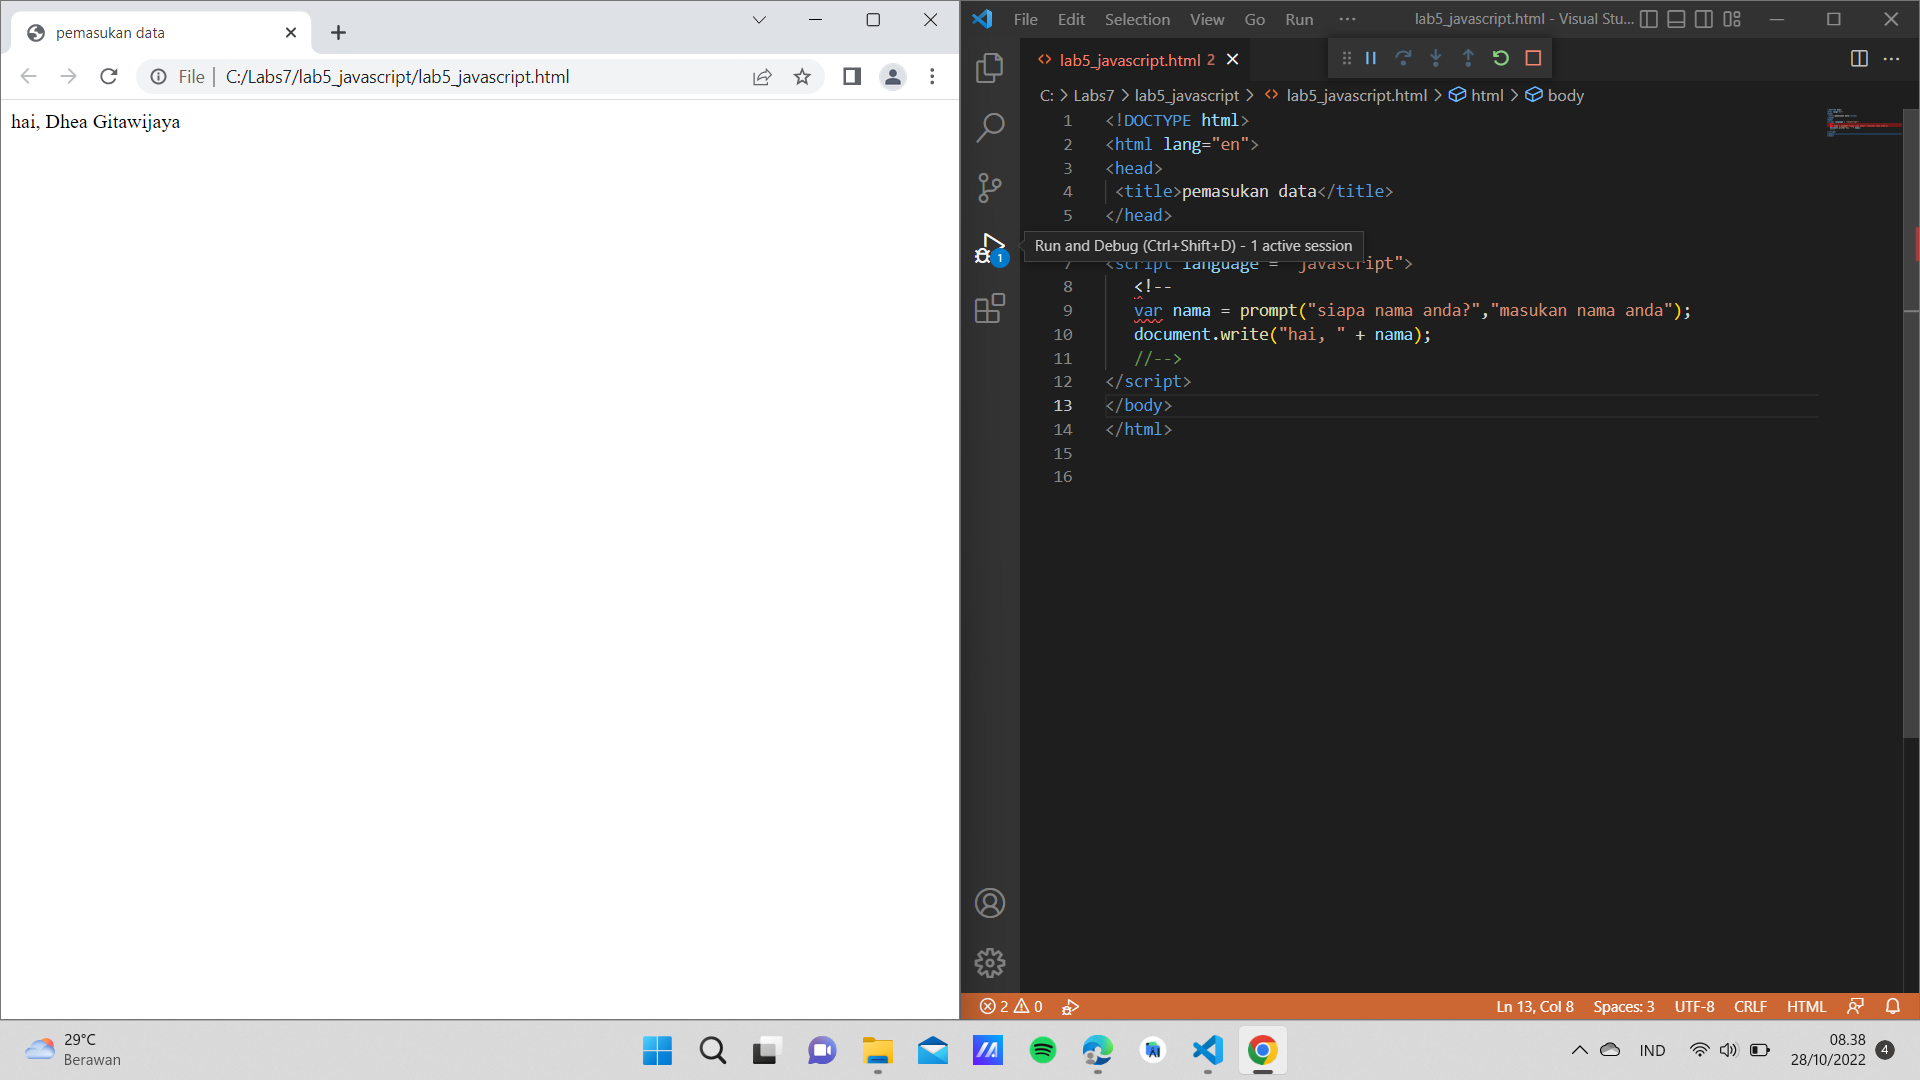 pemasukan data
File | C:/Labs7/lab5_javascript/lab5_javascript.html
hai, Dhea Gitawijaya
File Edit Selection View Go Run ··· lab5_javascript.html - Visual Stu...
lab5_javascript.html 2
C: > Labs7 > lab5_javascript > lab5_javascript.html > html > body
1 <!DOCTYPE html>
2 <html lang="en">
3 <head>
4 <title>pemasukan data</title>
5 </head>
Run and Debug (Ctrl+Shift+D) - 1 active session
1
7 <script language = "javascript">
8 <!--
9 var nama = prompt("siapa nama anda?","masukan nama anda");
10 document.write("hai, " + nama);
11 //-->
12 </script>
13 </body>
14 </html>
15
16
2 0 Ln 13, Col 8 Spaces: 3 UTF-8 CRLF HTML
29°C
Berawan
IND
08.38
28/10/2022
4